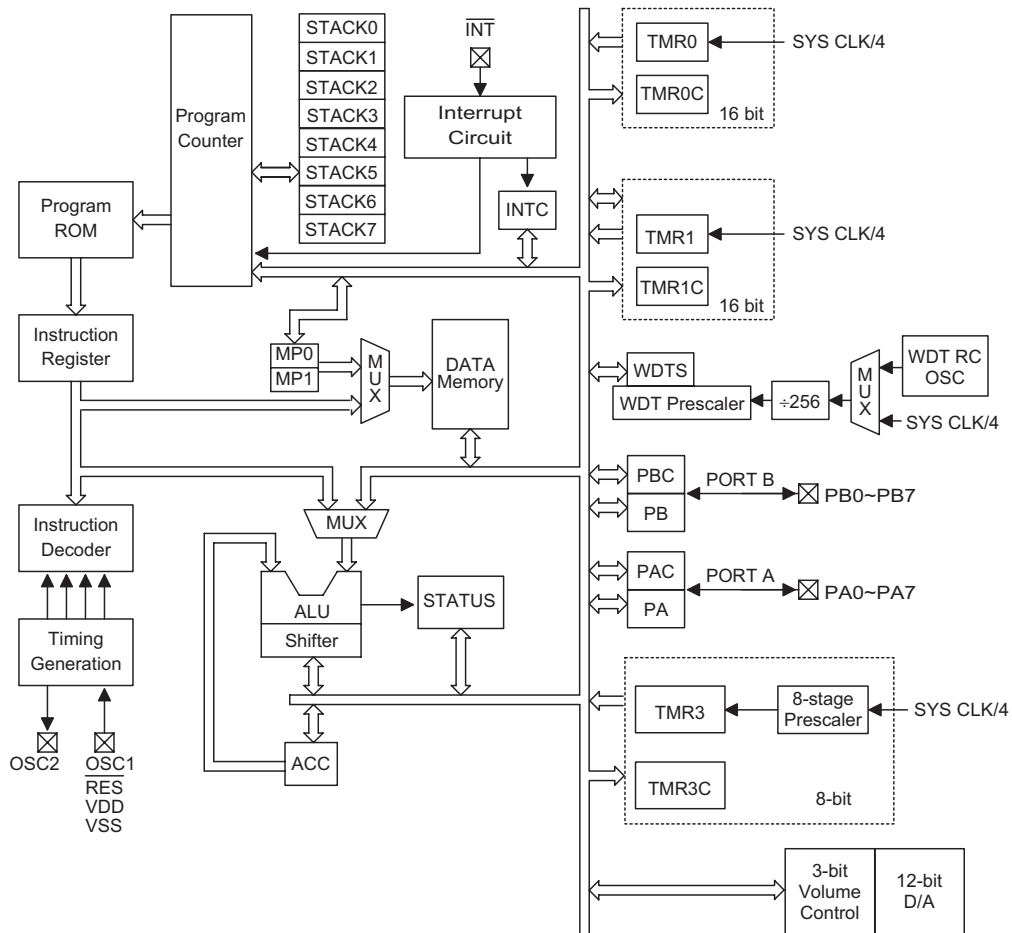 STACK0
STACK1
STACK2
STACK3
STACK4
STACK5
STACK6
STACK7
Program
Counter
INT
Interrupt
Circuit
INTC
Program
ROM
Instruction
Register
MP0
MP1
MUX
DATA
Memory
MUX
Instruction
Decoder
ALU
Shifter
STATUS
Timing
Generation
ACC
OSC2
OSC1
RES
VDD
VSS
TMR0
SYS CLK/4
TMR0C
16 bit
TMR1
SYS CLK/4
TMR1C
16 bit
WDTS
WDT Prescaler
÷256
MUX
WDT RC
OSC
SYS CLK/4
PBC
PB
PORT B
PB0~PB7
PAC
PA
PORT A
PA0~PA7
TMR3
8-stage
Prescaler
SYS CLK/4
TMR3C
8-bit
3-bit
Volume
Control
12-bit
D/A